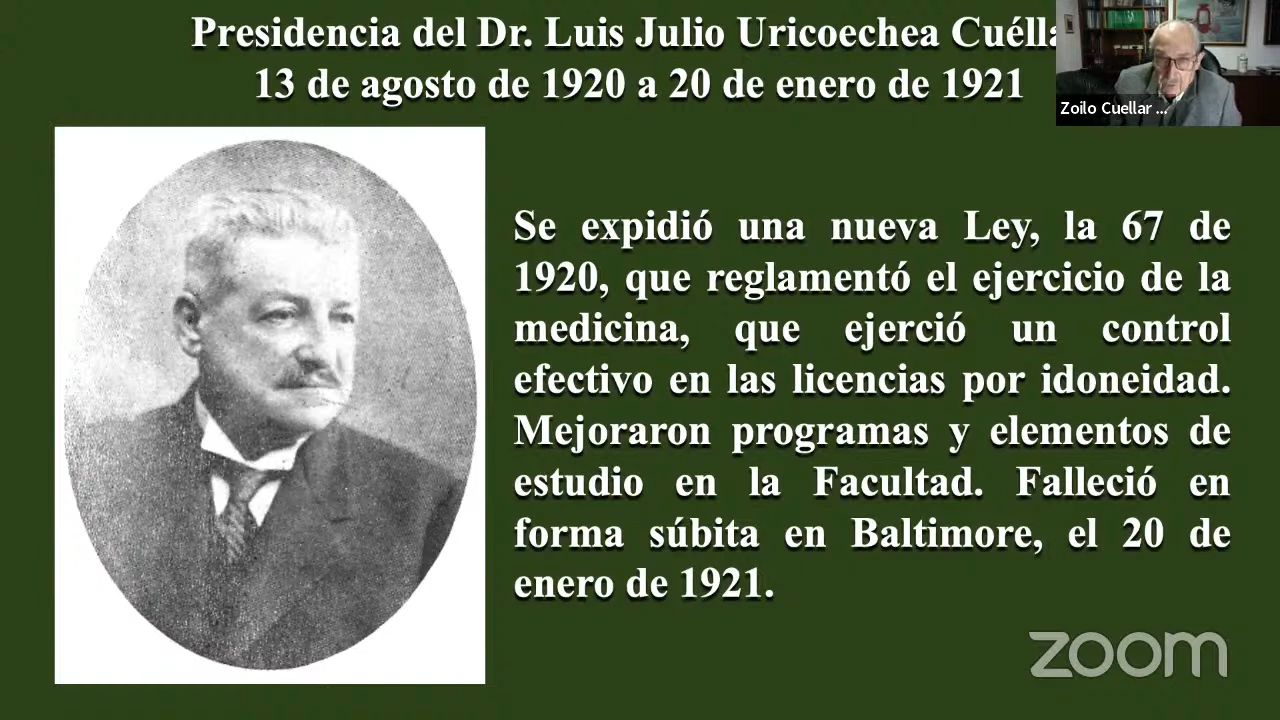 Presidencia del Dr. Luis Julio Uricoechea Cuélla
13 de agosto de 1920 a 20 de enero de 1921
Zoilo Cuellar ...
Se expidió una nueva Ley, la 67 de
1920, que reglamentó el ejercicio de la
medicina, que ejerció un control
efectivo en las licencias por idoneidad.
Mejoraron programas y elementos de
estudio en la Facultad. Falleció en
forma súbita en Baltimore, el 20 de
enero de 1921.
zoom